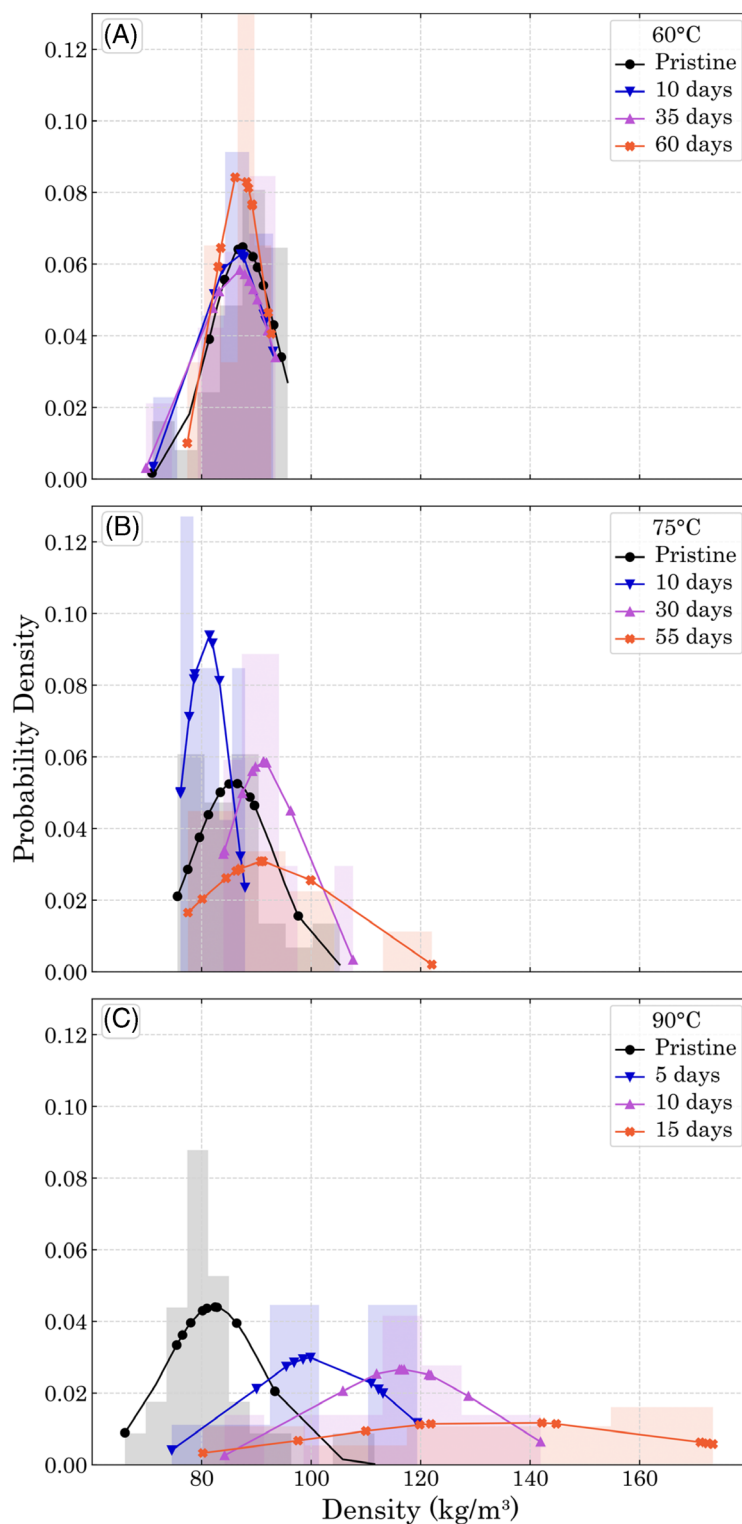 (A)
60°C
Pristine
10 days
35 days
60 days
0.12
0.10
0.08
0.06
0.04
0.02
0.00
(B)
75°C
Pristine
10 days
30 days
55 days
0.12
0.10
0.08
0.06
0.04
0.02
0.00
Probability Density
(C)
90°C
Pristine
5 days
10 days
15 days
0.12
0.10
0.08
0.06
0.04
0.02
0.00
80 100 120 140 160
Density (kg/m³)